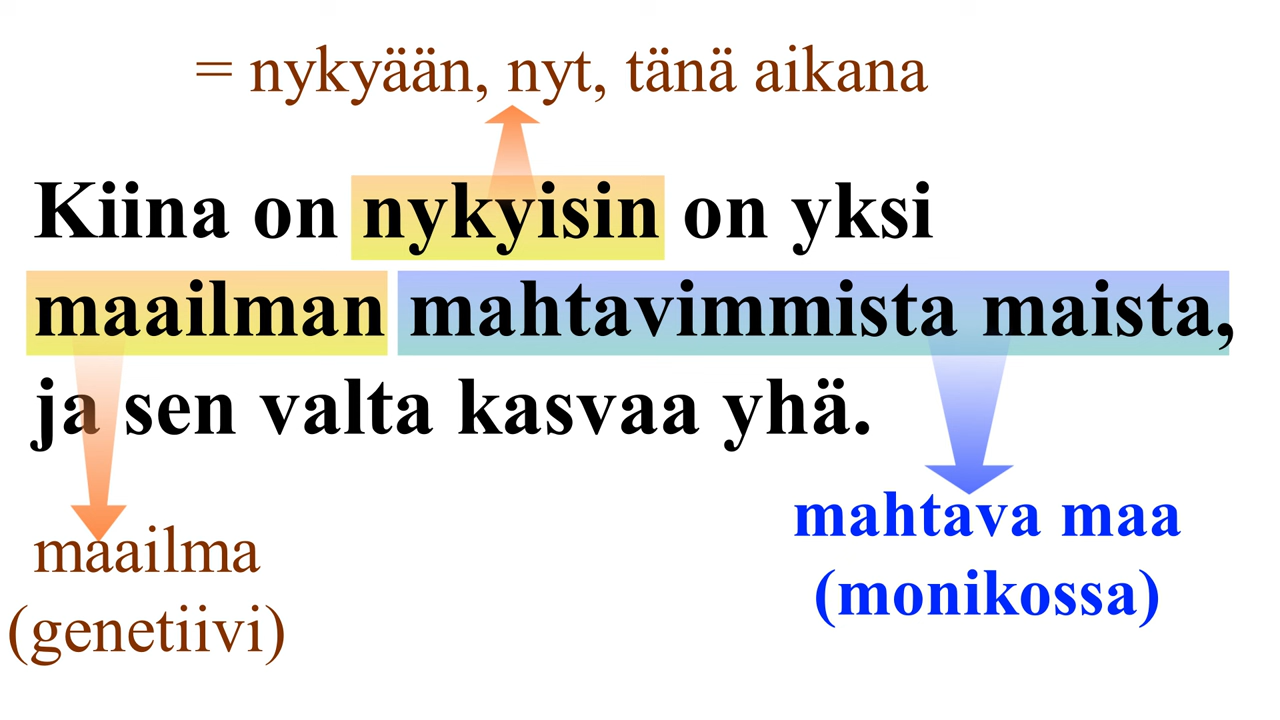 = nykyään, nyt, tänä aikana
Kiina on nykyisin on yksi
maailman mahtavimmista maista,
ja sen valta kasvaa yhä.
mahtava maa
(monikossa)
maailma
(genetiivi)